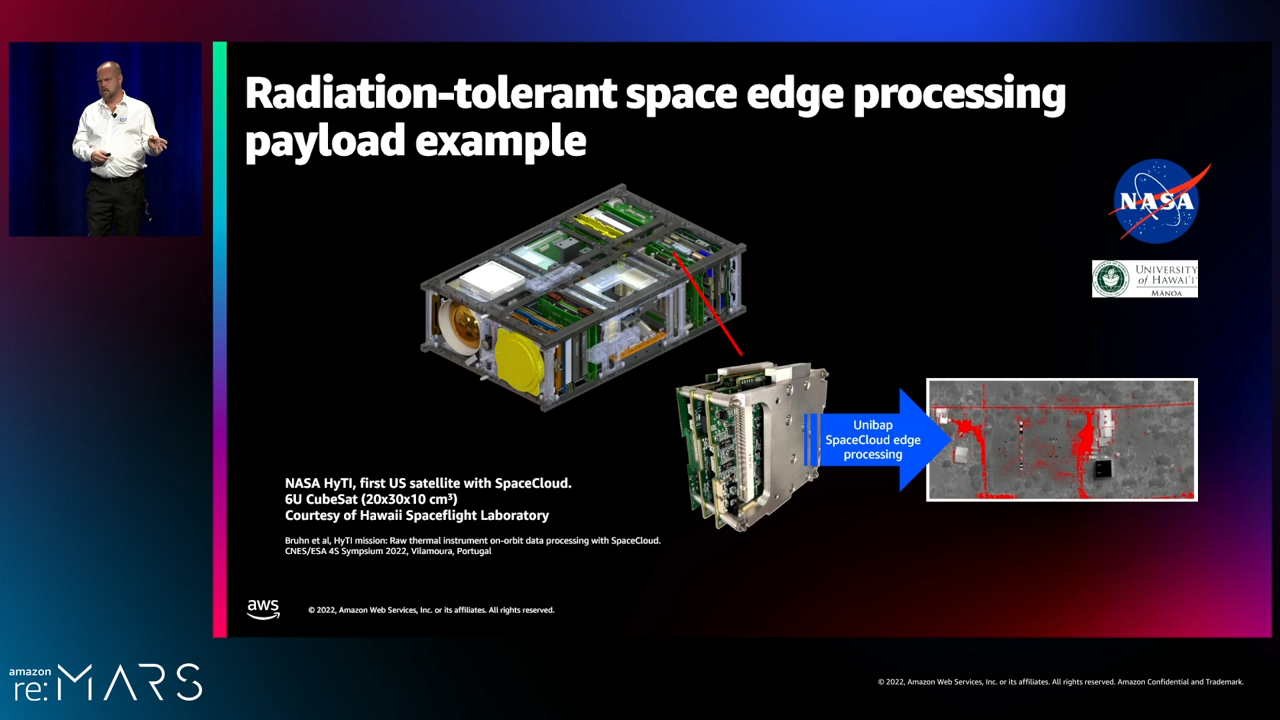 Radiation-tolerant space edge processing
payload example
NASA
UNIVERSITY
of HAWAI'I
MĀNOA
Unibap
SpaceCloud edge
processing
NASA HyTI, first US satellite with SpaceCloud.
6U CubeSat (20x30x10 cm³)
Courtesy of Hawaii Spaceflight Laboratory
Bruhn et al, HyTI mission: Raw thermal instrument on-orbit data processing with SpaceCloud.
CNES/ESA 4S Symposium 2022, Vilamoura, Portugal
aws
© 2022, Amazon Web Services, Inc. or its affiliates. All rights reserved.
amazon
re:MARS
© 2022, Amazon Web Services, Inc. or its affiliates. All rights reserved. Amazon Confidential and Trademark.